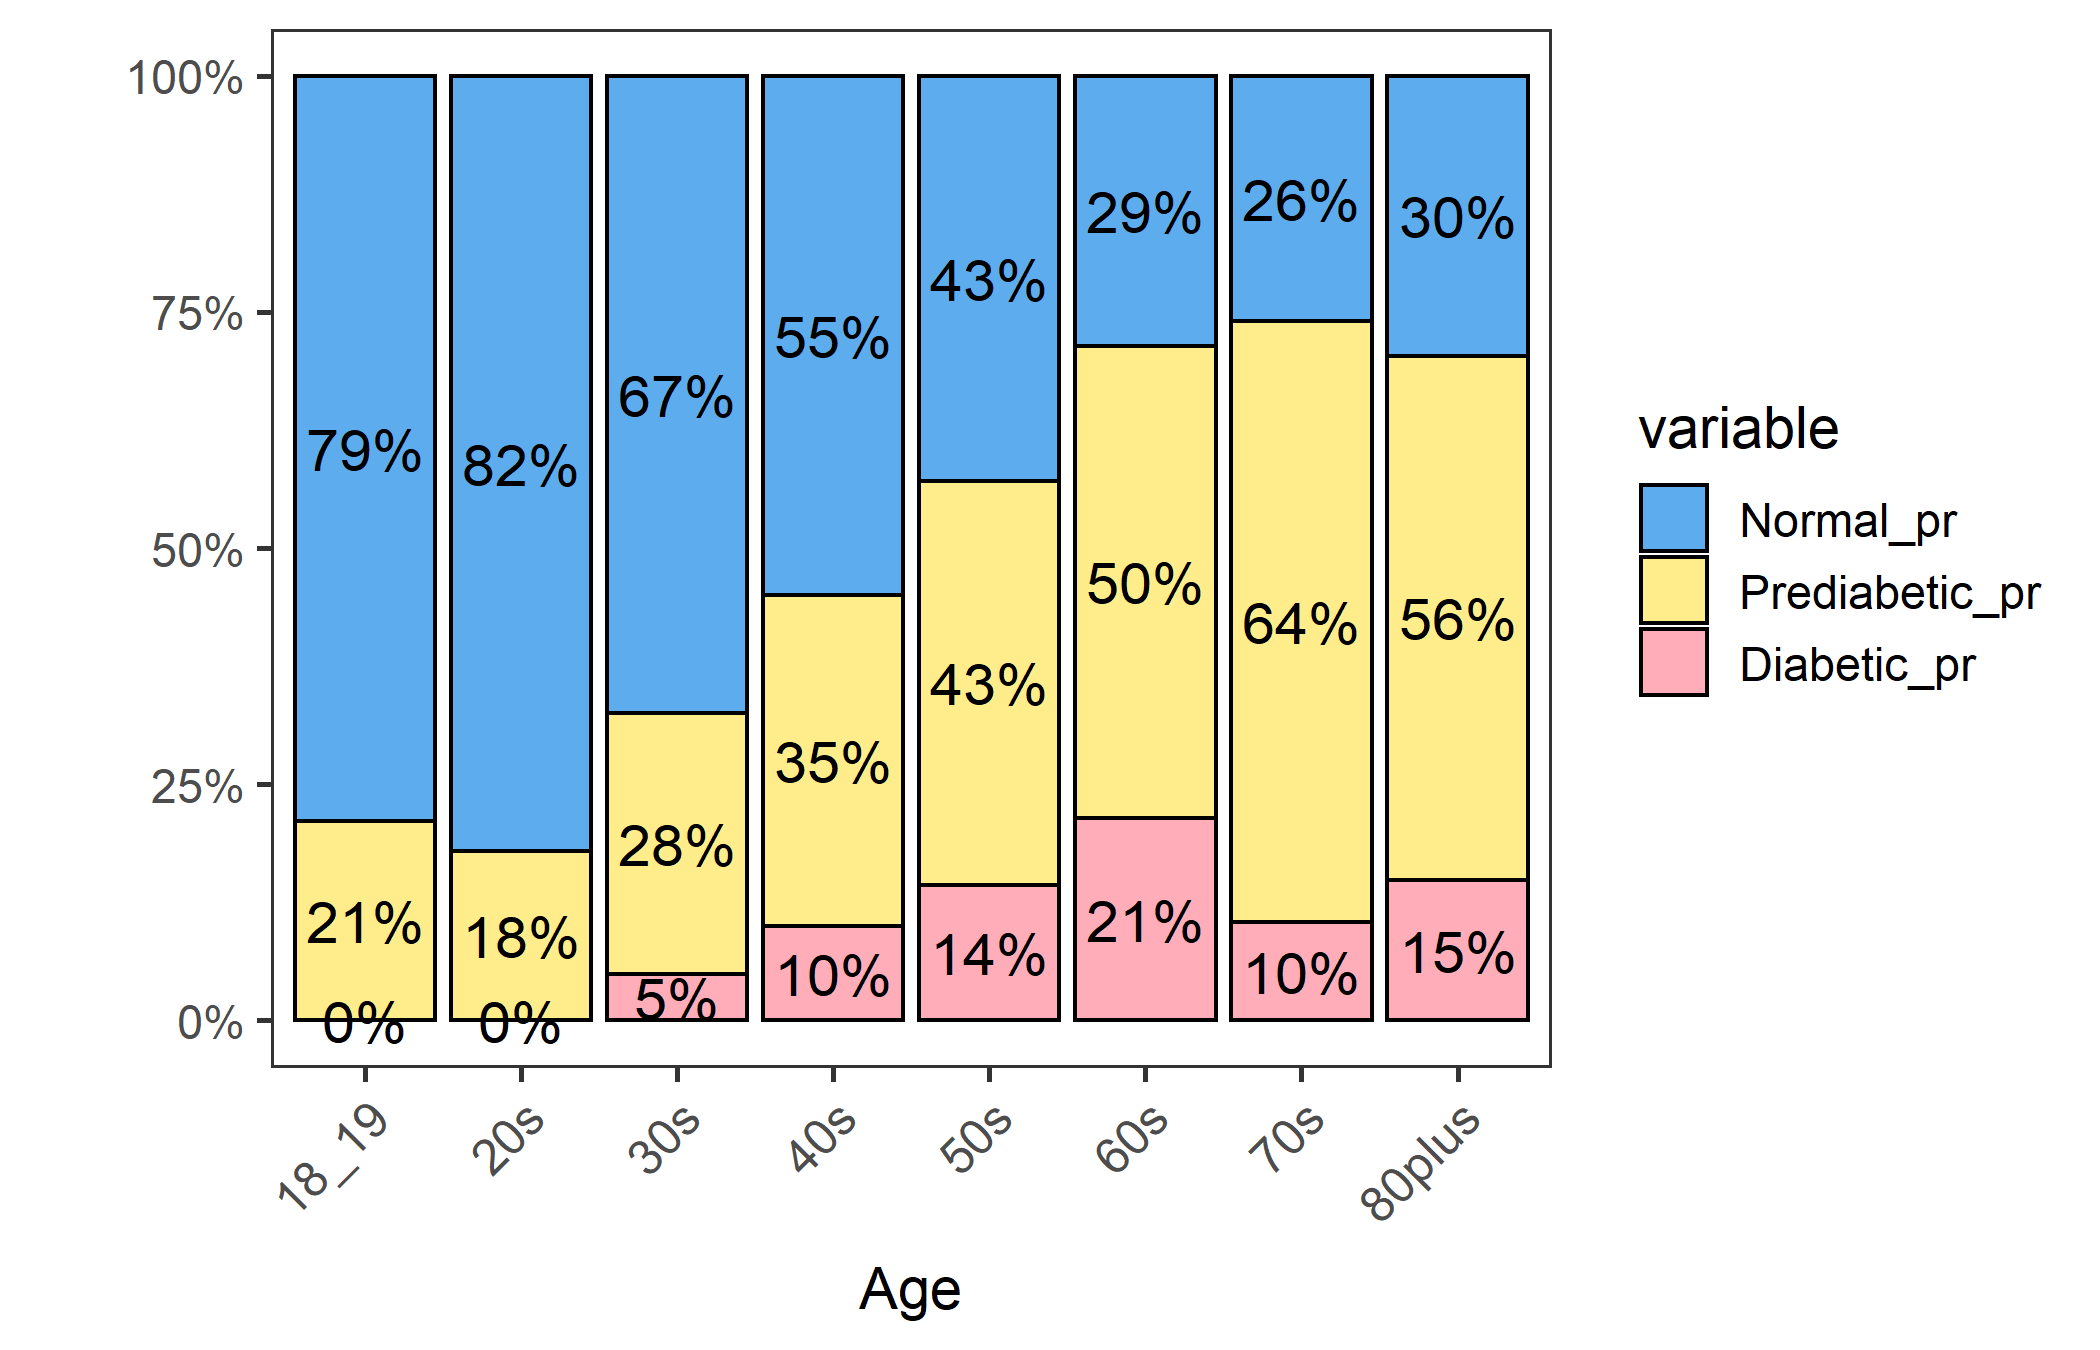 100%
75%
50%
25%
0%
79%
21%
0%
82%
18%
0%
67%
28%
5%
55%
35%
10%
43%
43%
14%
29%
50%
21%
26%
64%
10%
30%
56%
15%
18_19
20s
30s
40s
50s
60s
70s
80plus
Age
variable
Normal_pr
Prediabetic_pr
Diabetic_pr